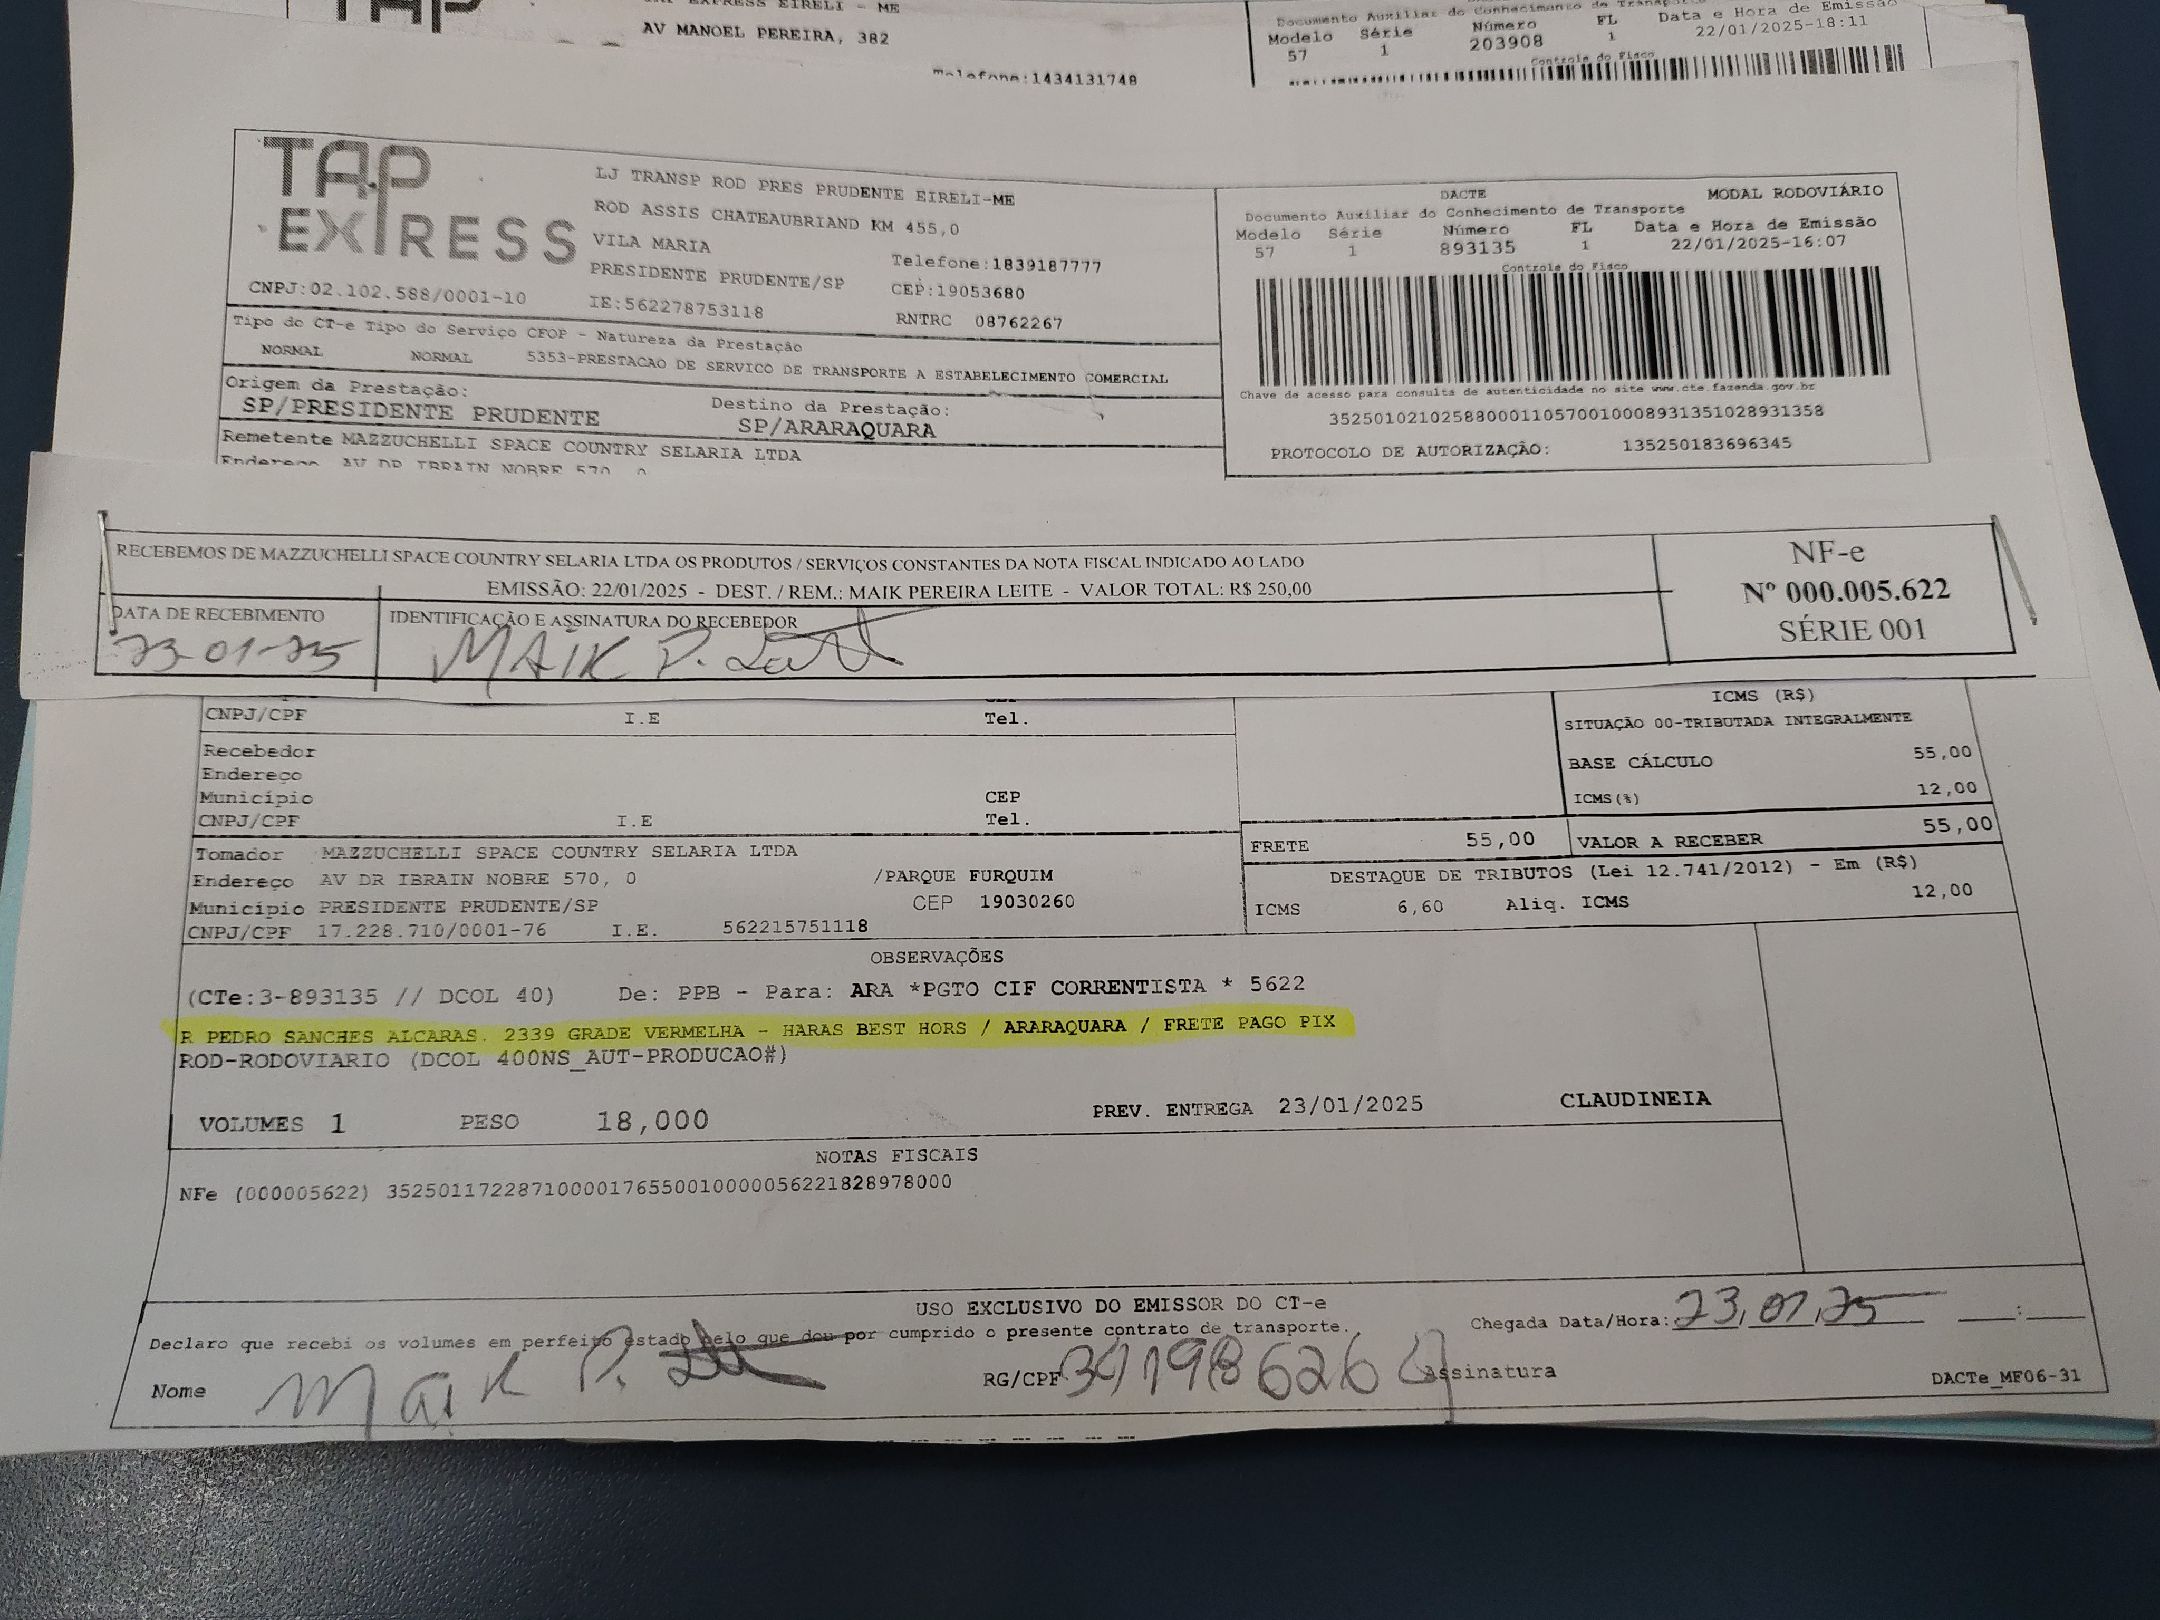 TAP
EXPRESS EIRELI - ME
AV MANOEL PEREIRA, 382
Telefone:1434131748
Documento Auxiliar do Conhecimento de Transporte
Modelo Série Número FL Data e Hora de Emissão
57 1 203908 1 22/01/2025-18:11
Controle do Fisco
TAP EXPRESS
LJ TRANSP ROD PRES PRUDENTE EIRELI-ME
ROD ASSIS CHATEAUBRIAND KM 455,0
VILA MARIA
Telefone:1839187777
PRESIDENTE PRUDENTE/SP
CEP:19053680
CNPJ:02.102.588/0001-10
IE:562278753118
RNTRC 08762267
DACTE MODAL RODOVIÁRIO
Documento Auxiliar do Conhecimento de Transporte
Modelo Série Número FL Data e Hora de Emissão
57 1 893135 1 22/01/2025-16:07
Controle do Fisco
Chave de acesso para consulta de autenticidade no site www.cte.fazenda.gov.br
35250102102588000110570010008931351028931358
PROTOCOLO DE AUTORIZAÇÃO: 135250183696345
Tipo do CT-e Tipo do Serviço CFOP - Natureza da Prestação
NORMAL NORMAL 5353-PRESTACAO DE SERVICO DE TRANSPORTE A ESTABELECIMENTO COMERCIAL
Origem da Prestação: Destino da Prestação:
SP/PRESIDENTE PRUDENTE SP/ARARAQUARA
Remetente MAZZUCHELLI SPACE COUNTRY SELARIA LTDA
Endereço AV DR IBRAIN NOBRE 570, 0
RECEBEMOS DE MAZZUCHELLI SPACE COUNTRY SELARIA LTDA OS PRODUTOS / SERVIÇOS CONSTANTES DA NOTA FISCAL INDICADO AO LADO
EMISSÃO: 22/01/2025 - DEST. / REM.: MAIK PEREIRA LEITE - VALOR TOTAL: R$ 250,00
DATA DE RECEBIMENTO IDENTIFICAÇÃO E ASSINATURA DO RECEBEDOR
23-01-25 MAIK P.
NF-e
Nº 000.005.622
SÉRIE 001
CNPJ/CPF I.E Tel.
Recebedor
Endereço
Município CEP
CNPJ/CPF I.E Tel.
ICMS (R$)
SITUAÇÃO 00-TRIBUTADA INTEGRALMENTE
BASE CÁLCULO 55,00
ICMS(%) 12,00
FRETE 55,00 VALOR A RECEBER 55,00
DESTAQUE DE TRIBUTOS (Lei 12.741/2012) - Em (R$)
ICMS 6,60 Aliq. ICMS 12,00
Tomador MAZZUCHELLI SPACE COUNTRY SELARIA LTDA
Endereço AV DR IBRAIN NOBRE 570, 0 /PARQUE FURQUIM
Município PRESIDENTE PRUDENTE/SP CEP 19030260
CNPJ/CPF 17.228.710/0001-76 I.E. 562215751118
OBSERVAÇÕES
(CTe:3-893135 // DCOL 40) De: PPB - Para: ARA *PGTO CIF CORRENTISTA * 5622
R PEDRO SANCHES ALCARAS. 2339 GRADE VERMELHA - HARAS BEST HORS / ARARAQUARA / FRETE PAGO PIX
ROD-RODOVIARIO (DCOL 400NS_AUT-PRODUCAO#)
VOLUMES 1 PESO 18,000 PREV. ENTREGA 23/01/2025 CLAUDINEIA
NOTAS FISCAIS
NFe (000005622) 35250117228710000176550010000056221828978000
USO EXCLUSIVO DO EMISSOR DO CT-e
Declaro que recebi os volumes em perfeito estado pelo que dou por cumprido o presente contrato de transporte.
Chegada Data/Hora: 23,01,25 :
Nome Maik P. RG/CPF Assinatura
DACTe_MF06-31